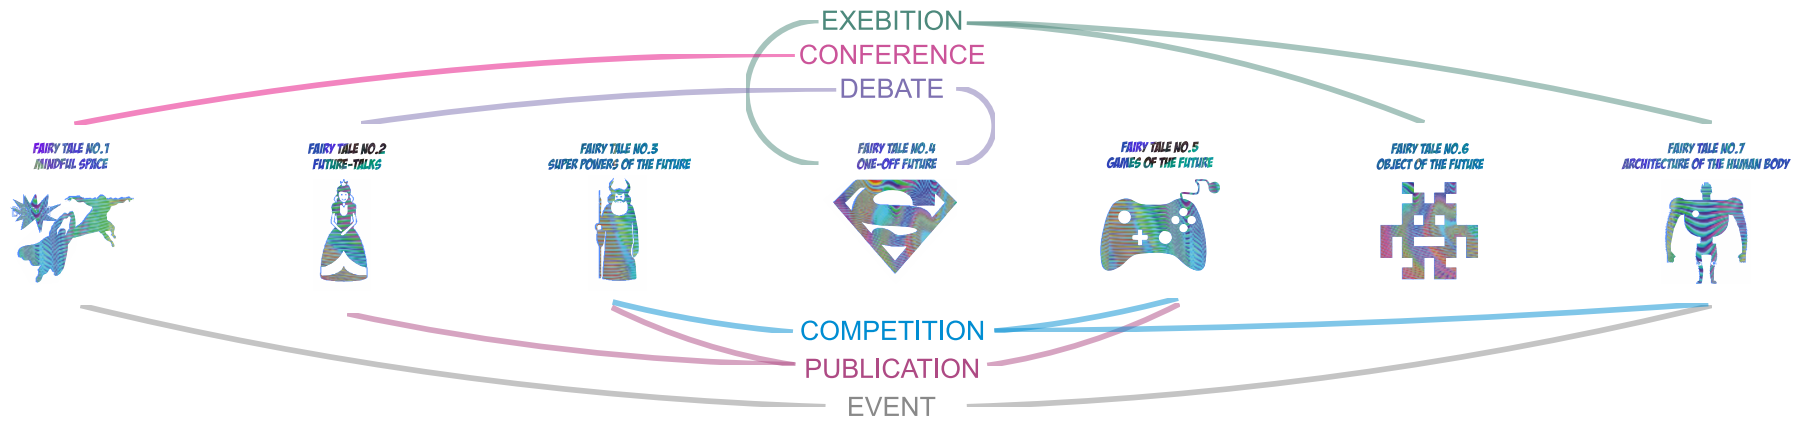 EXEBITION
CONFERENCE
DEBATE
FAIRY TALE NO.1
MINDFUL SPACE
FAIRY TALE NO.2
FUTURE-TALKS
FAIRY TALE NO.3
SUPER POWERS OF THE FUTURE
FAIRY TALE NO.4
ONE-OFF FUTURE
FAIRY TALE NO.5
GAMES OF THE FUTURE
FAIRY TALE NO.6
OBJECT OF THE FUTURE
FAIRY TALE NO.7
ARCHITECTURE OF THE HUMAN BODY
COMPETITION
PUBLICATION
EVENT